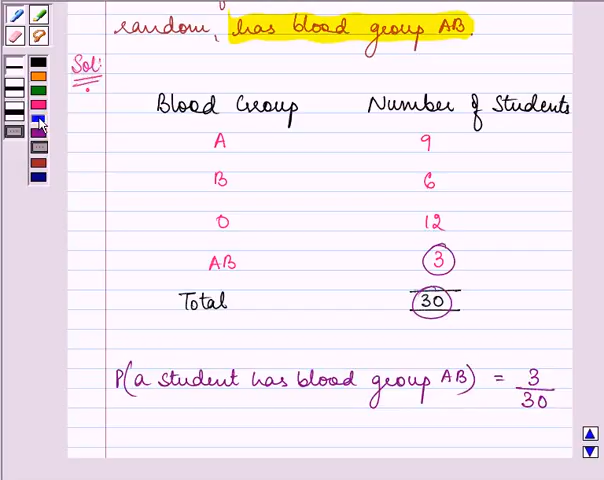 random, has blood group AB.
Sol:
Blood Group Number of Students
A 9
B 6
O 12
AB 3
Total 30
P(a student has blood group AB) = 3/30